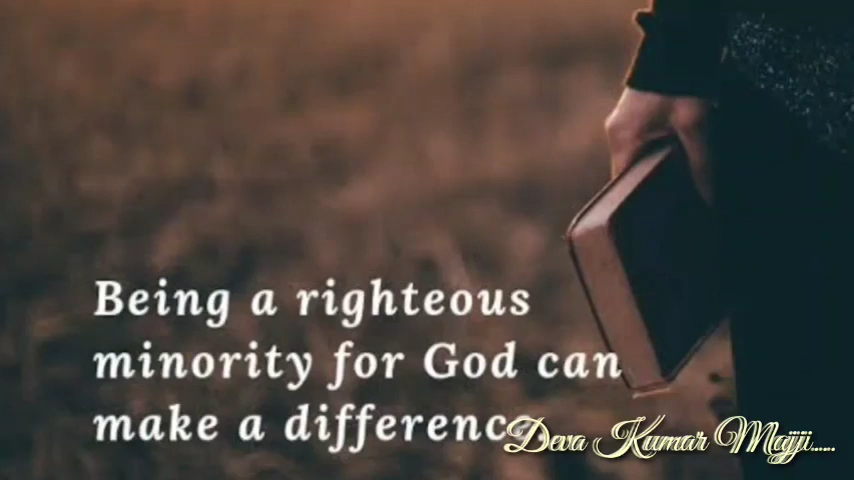 Being a righteous
minority for God can
make a differenc
Deva Kumar Majji......